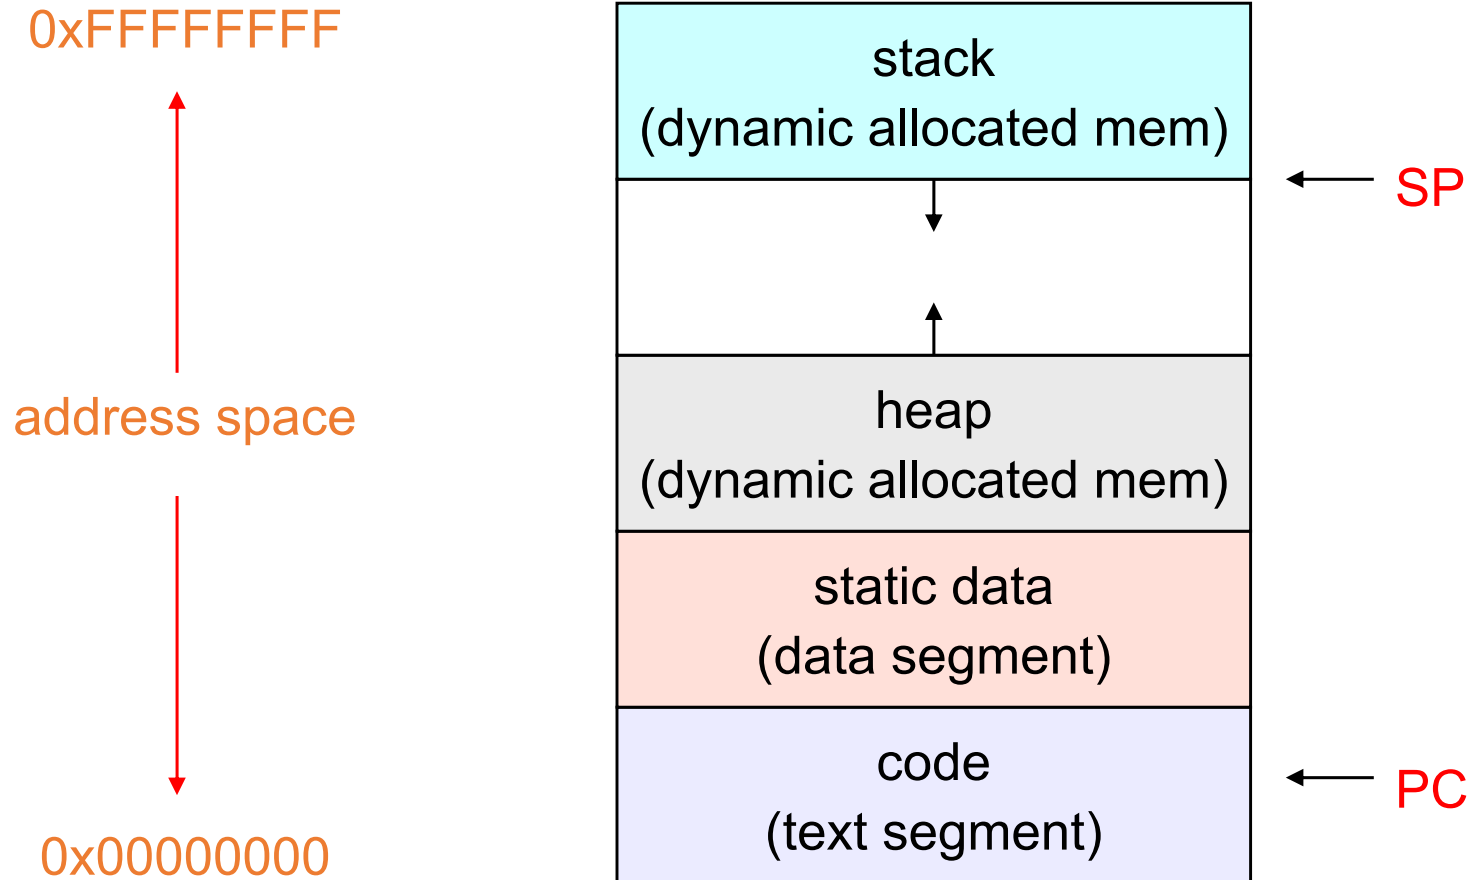 0xFFFFFFFF
stack
(dynamic allocated mem)
SP
address space
heap
(dynamic allocated mem)
static data
(data segment)
code
(text segment)
PC
0x00000000